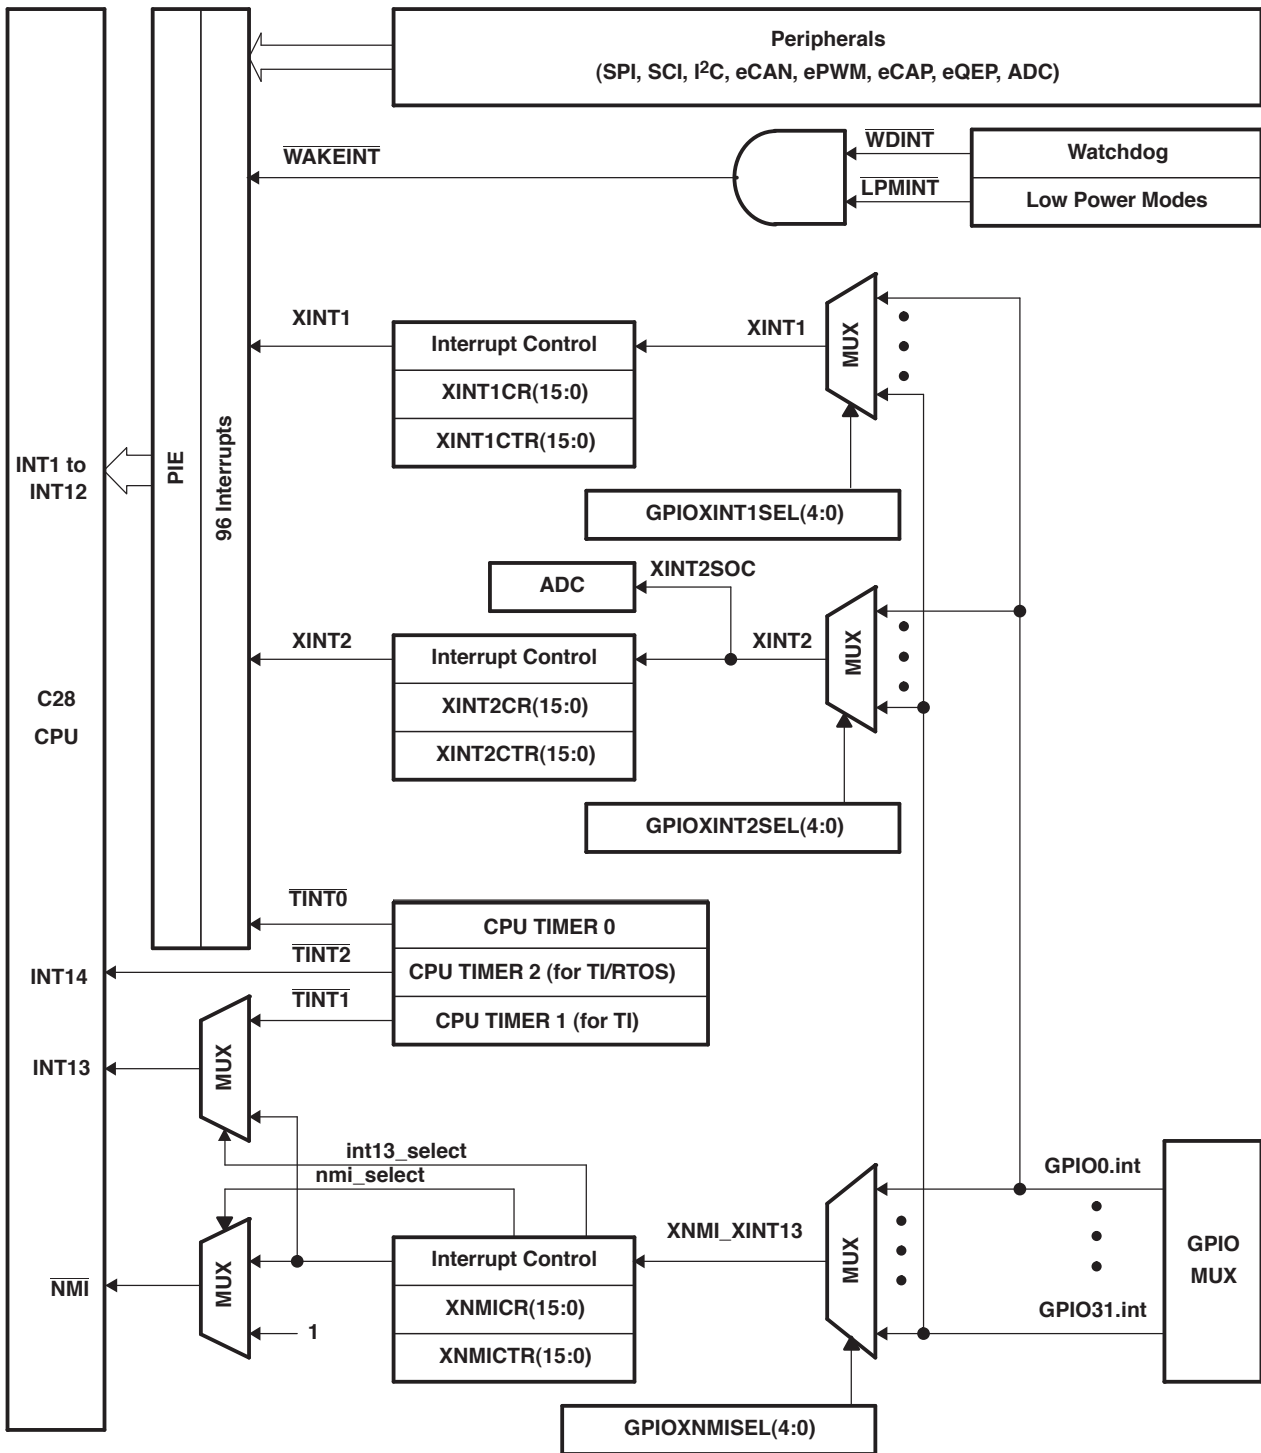 Peripherals
(SPI, SCI, I²C, eCAN, ePWM, eCAP, eQEP, ADC)
WDINT
Watchdog
WAKEINT
LPMINT
Low Power Modes
XINT1
Interrupt Control
XINT1
MUX
XINT1CR(15:0)
XINT1CTR(15:0)
INT1 to
INT12
PIE
96 Interrupts
GPIOXINT1SEL(4:0)
ADC
XINT2SOC
XINT2
Interrupt Control
XINT2
MUX
C28
CPU
XINT2CR(15:0)
XINT2CTR(15:0)
GPIOXINT2SEL(4:0)
TINT0
CPU TIMER 0
INT14
TINT2
CPU TIMER 2 (for TI/RTOS)
TINT1
CPU TIMER 1 (for TI)
INT13
MUX
int13_select
nmi_select
GPIO0.int
XNMI_XINT13
MUX
GPIO
MUX
Interrupt Control
NMI
MUX
XNMICR(15:0)
GPIO31.int
1
XNMICTR(15:0)
GPIOXNMISEL(4:0)